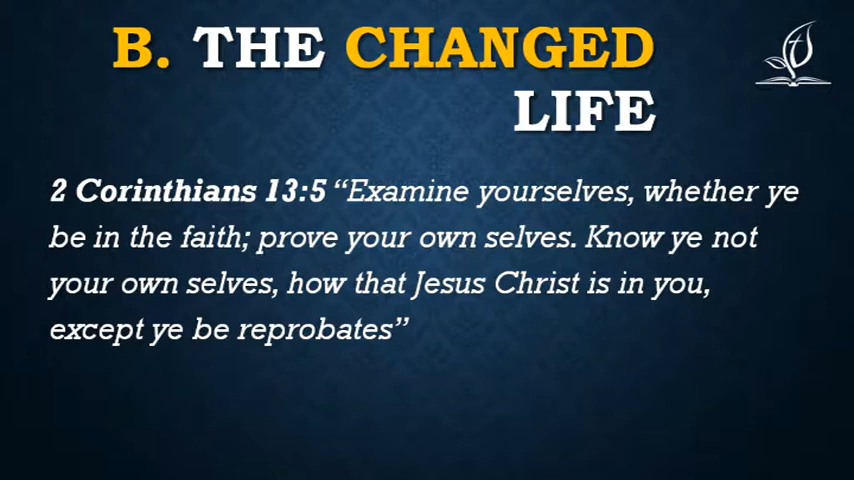 B. THE CHANGED
LIFE
2 Corinthians 13:5 “Examine yourselves, whether ye
be in the faith; prove your own selves. Know ye not
your own selves, how that Jesus Christ is in you,
except ye be reprobates”